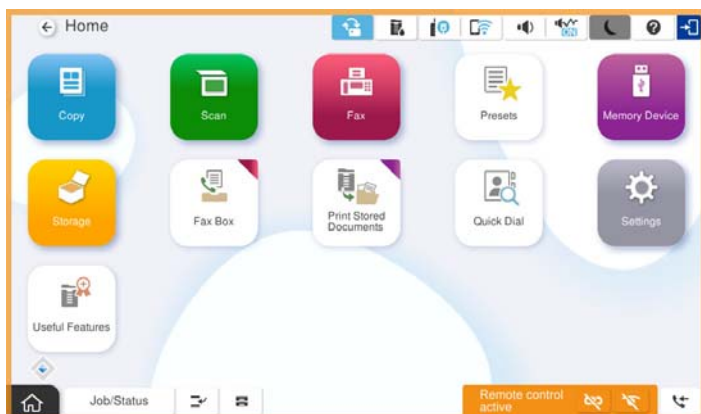 Home
ON
Copy
Scan
Fax
Presets
Memory Device
Storage
Fax Box
Print Stored
Documents
Quick Dial
Settings
Useful Features
Job/Status
Remote control
active